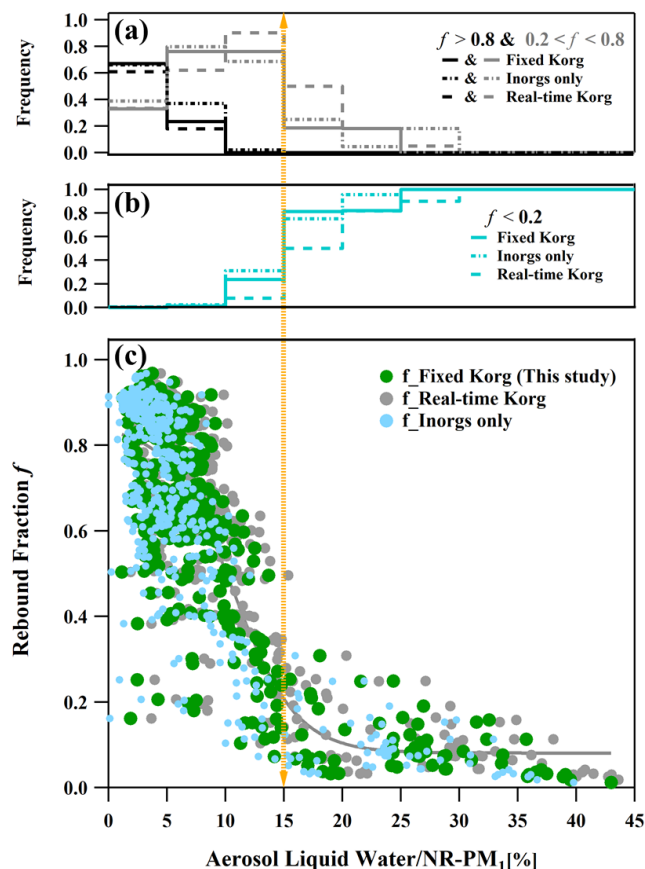 (a)
f > 0.8 & 0.2 < f < 0.8
& Fixed Korg
& Inorgs only
& Real-time Korg
Frequency
1.0
0.8
0.6
0.4
0.2
0.0
(b)
f < 0.2
Fixed Korg
Inorgs only
Real-time Korg
Frequency
1.0
0.8
0.6
0.4
0.2
0.0
(c)
f_Fixed Korg (This study)
f_Real-time Korg
f_Inorgs only
Rebound Fraction f
1.0
0.8
0.6
0.4
0.2
0.0
0 5 10 15 20 25 30 35 40 45
Aerosol Liquid Water/NR-PM₁[%]